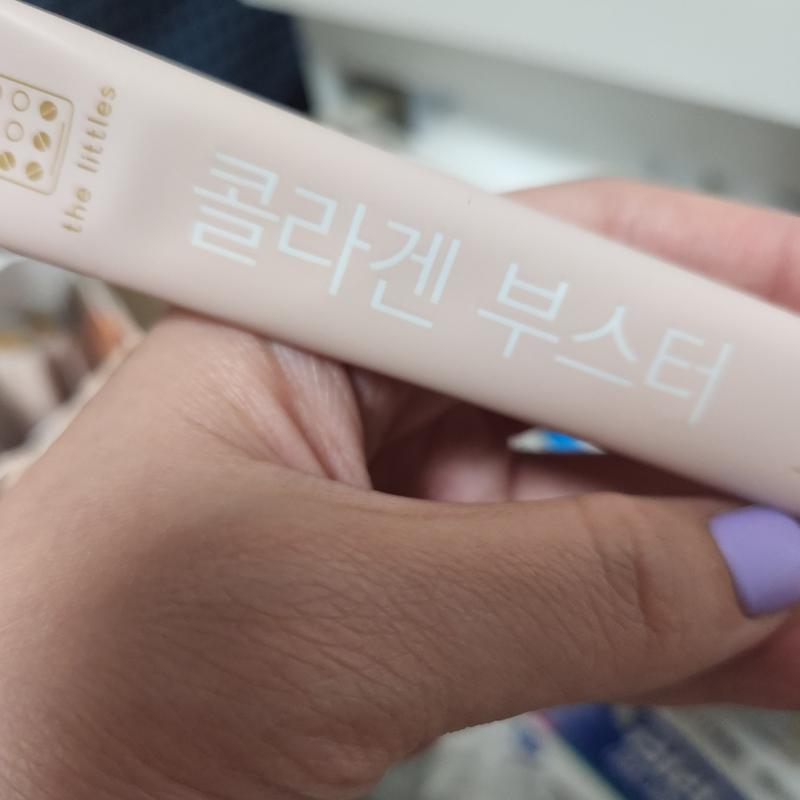 the littles
콜라겐 부스터